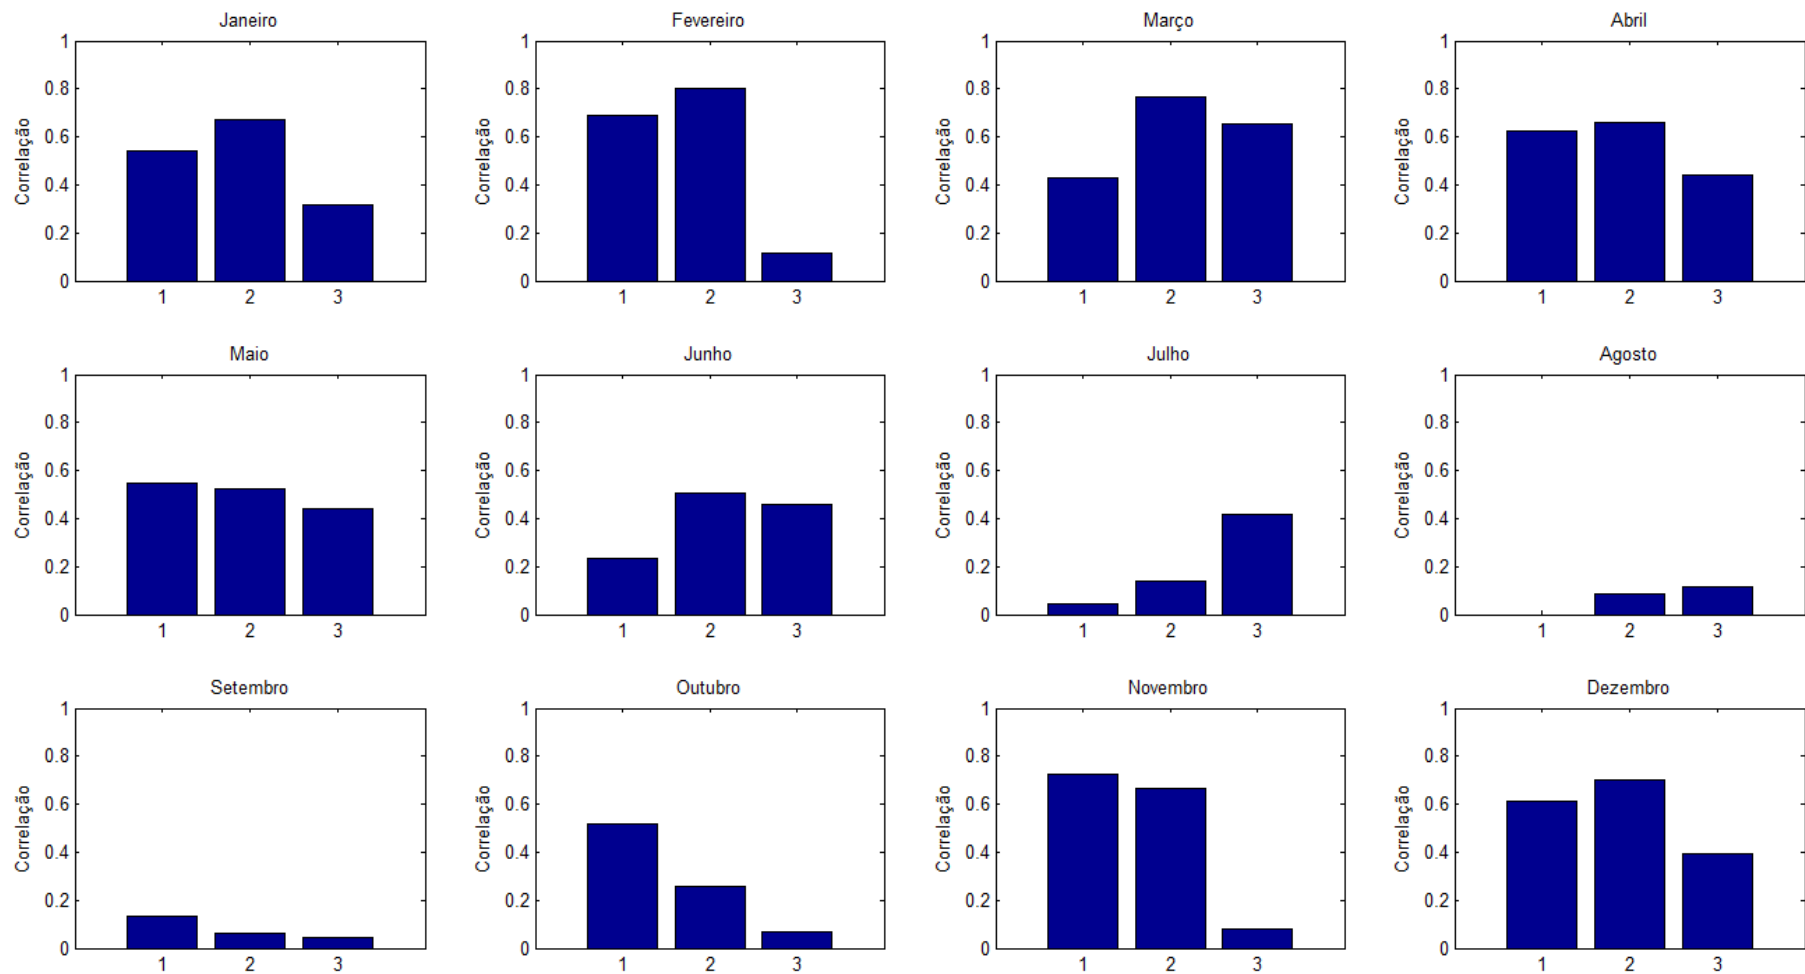 Janeiro
Correlação
1
0.8
0.6
0.4
0.2
0
1 2 3
Fevereiro
Correlação
1
0.8
0.6
0.4
0.2
0
1 2 3
Março
Correlação
1
0.8
0.6
0.4
0.2
0
1 2 3
Abril
Correlação
1
0.8
0.6
0.4
0.2
0
1 2 3
Maio
Correlação
1
0.8
0.6
0.4
0.2
0
1 2 3
Junho
Correlação
1
0.8
0.6
0.4
0.2
0
1 2 3
Julho
Correlação
1
0.8
0.6
0.4
0.2
0
1 2 3
Agosto
Correlação
1
0.8
0.6
0.4
0.2
0
1 2 3
Setembro
Correlação
1
0.8
0.6
0.4
0.2
0
1 2 3
Outubro
Correlação
1
0.8
0.6
0.4
0.2
0
1 2 3
Novembro
Correlação
1
0.8
0.6
0.4
0.2
0
1 2 3
Dezembro
Correlação
1
0.8
0.6
0.4
0.2
0
1 2 3